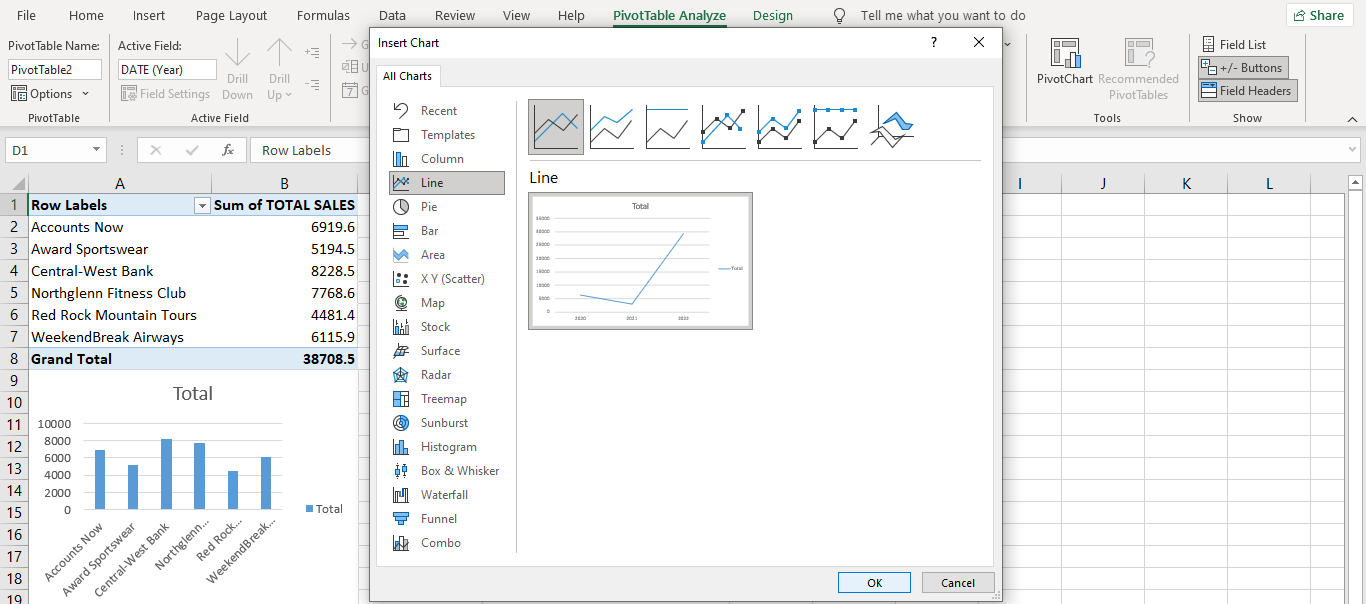 File Home Insert Page Layout Formulas Data Review View Help PivotTable Analyze Design Tell me what you want to do Share
PivotTable Name:
PivotTable2
Options
PivotTable
Active Field:
DATE (Year)
Field Settings
Drill Down
Drill Up
Active Field
G
U
G
PivotChart
Recommended PivotTables
Tools
Field List
+/- Buttons
Field Headers
Show
D1 fx Row Labels
A B I J K L
1 Row Labels Sum of TOTAL SALES
2 Accounts Now 6919.6
3 Award Sportswear 5194.5
4 Central-West Bank 8228.5
5 Northglenn Fitness Club 7768.6
6 Red Rock Mountain Tours 4481.4
7 WeekendBreak Airways 6115.9
8 Grand Total 38708.5
9
10
11
12
13
14
15
16
17
18
19
Total
10000
8000
6000
4000
2000
0
Accounts Now
Award Sportswear
Central-West Bank
Northglenn...
Red Rock...
WeekendBreak...
Total
Insert Chart ?
All Charts
Recent
Templates
Column
Line
Pie
Bar
Area
X Y (Scatter)
Map
Stock
Surface
Radar
Treemap
Sunburst
Histogram
Box & Whisker
Waterfall
Funnel
Combo
Line
Total
35000
30000
25000
20000
15000
10000
5000
0
2020 2021 2022
Total
OK Cancel